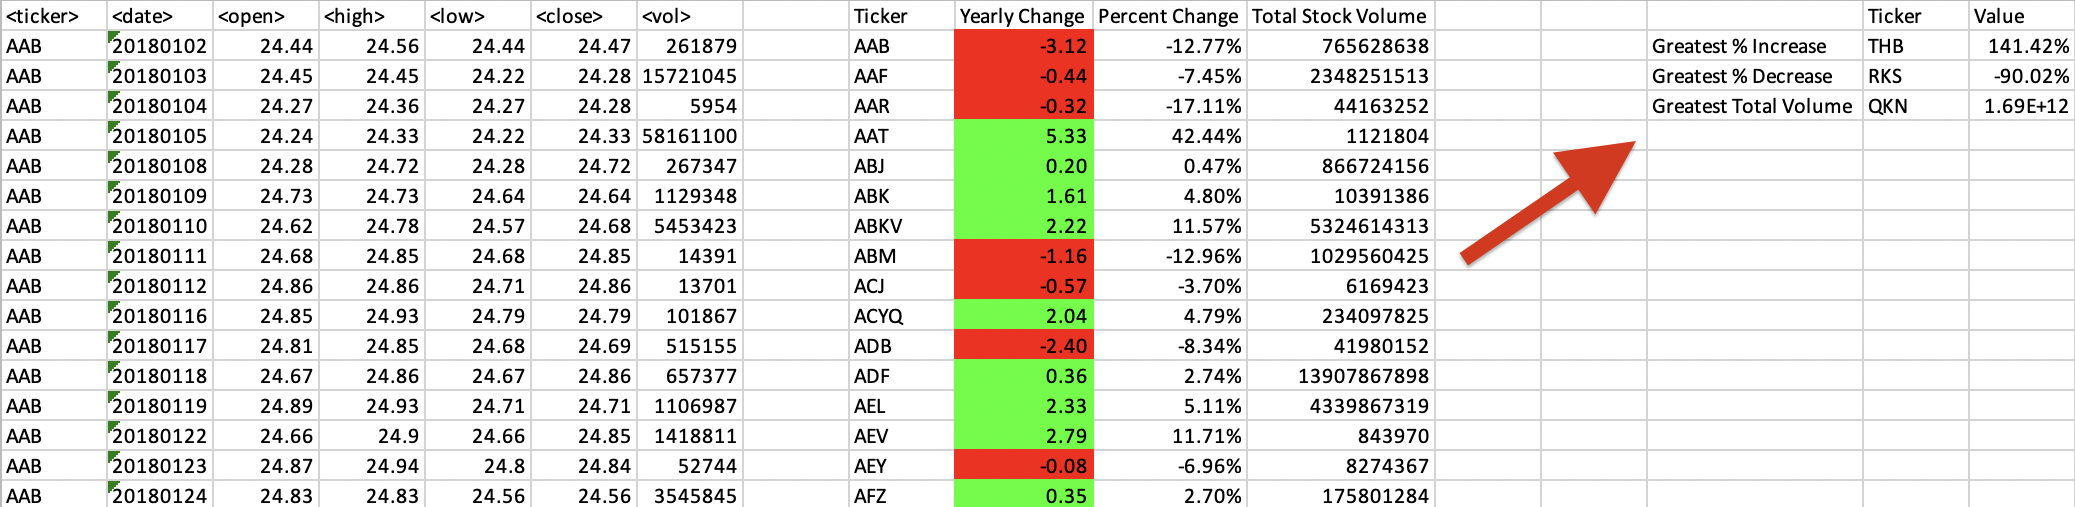 <ticker> <date> <open> <high> <low> <close> <vol> Ticker Yearly Change Percent Change Total Stock Volume Ticker Value
AAB 20180102 24.44 24.56 24.44 24.47 261879 AAB -3.12 -12.77% 765628638 Greatest % Increase THB 141.42%
AAB 20180103 24.45 24.45 24.22 24.28 15721045 AAF -0.44 -7.45% 2348251513 Greatest % Decrease RKS -90.02%
AAB 20180104 24.27 24.36 24.27 24.28 5954 AAR -0.32 -17.11% 44163252 Greatest Total Volume QKN 1.69E+12
AAB 20180105 24.24 24.33 24.22 24.33 58161100 AAT 5.33 42.44% 1121804
AAB 20180108 24.28 24.72 24.28 24.72 267347 ABJ 0.20 0.47% 866724156
AAB 20180109 24.73 24.73 24.64 24.64 1129348 ABK 1.61 4.80% 10391386
AAB 20180110 24.62 24.78 24.57 24.68 5453423 ABKV 2.22 11.57% 5324614313
AAB 20180111 24.68 24.85 24.68 24.85 14391 ABM -1.16 -12.96% 1029560425
AAB 20180112 24.86 24.86 24.71 24.86 13701 ACJ -0.57 -3.70% 6169423
AAB 20180116 24.85 24.93 24.79 24.79 101867 ACYQ 2.04 4.79% 234097825
AAB 20180117 24.81 24.85 24.68 24.69 515155 ADB -2.40 -8.34% 41980152
AAB 20180118 24.67 24.86 24.67 24.86 657377 ADF 0.36 2.74% 13907867898
AAB 20180119 24.89 24.93 24.71 24.71 1106987 AEL 2.33 5.11% 4339867319
AAB 20180122 24.66 24.9 24.66 24.85 1418811 AEV 2.79 11.71% 843970
AAB 20180123 24.87 24.94 24.8 24.84 52744 AEY -0.08 -6.96% 8274367
AAB 20180124 24.83 24.83 24.56 24.56 3545845 AFZ 0.35 2.70% 175801284